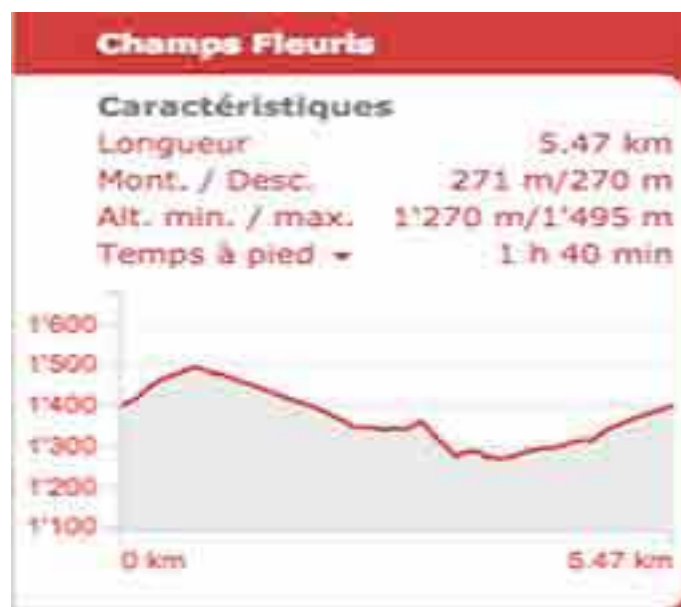 Champs Fleuris
Caractéristiques
Longueur 5.47 km
Mont. / Desc. 271 m/270 m
Alt. min. / max. 1'270 m/1'495 m
Temps à pied 1 h 40 min
1'600
1'500
1'400
1'300
1'200
1'100
0 km 5.47 km